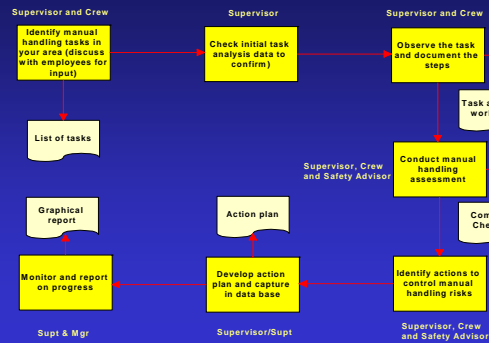 Supervisor and Crew
Supervisor
Supervisor and Crew
Identify manual
handling tasks in
your area (discuss
with employees for
input)
Check initial task
analysis data to
confirm)
Observe the task
and document the
steps
List of tasks
Task a
work
Supervisor, Crew
and Safety Advisor
Conduct manual
handling
assessment
Graphical
report
Action plan
Com
Che
Monitor and report
on progress
Develop action
plan and capture
in data base
Identify actions to
control manual
handling risks
Supt & Mgr
Supervisor/Supt
Supervisor, Crew
and Safety Advisor